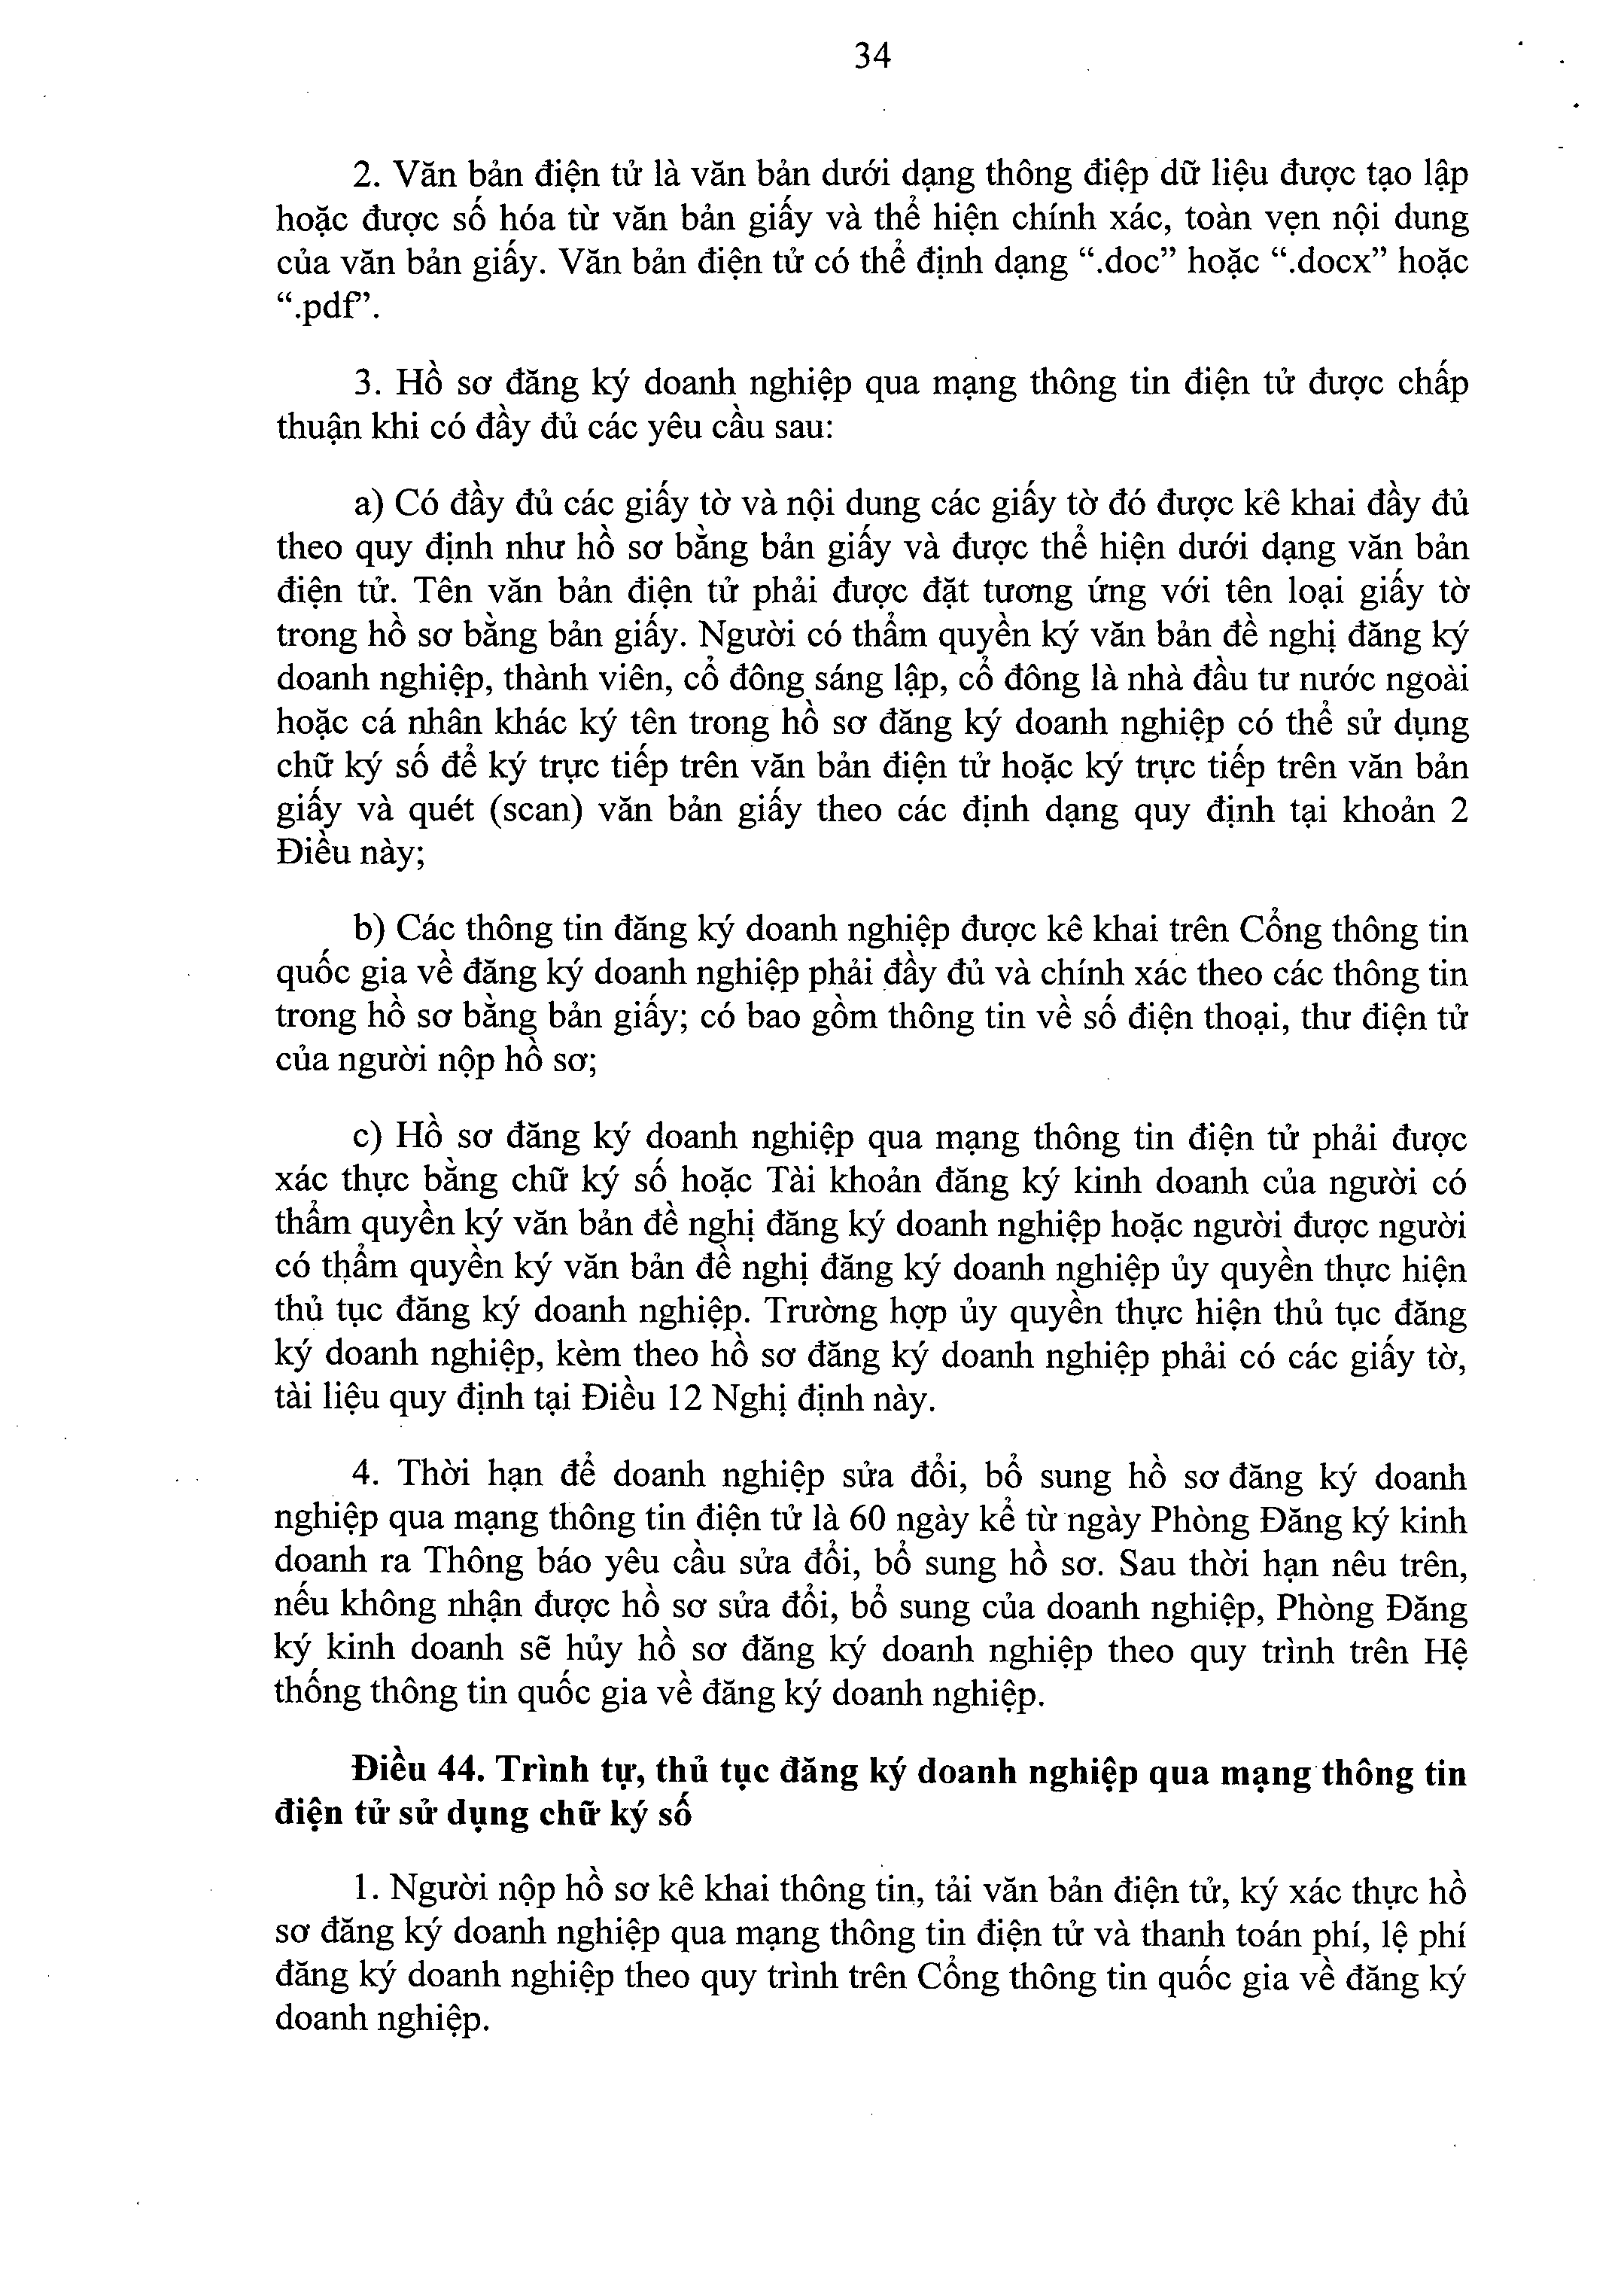 34
2. Văn bản điện tử là văn bản dưới dạng thông điệp dữ liệu được tạo lập
hoặc được số hóa từ văn bản giấy và thể hiện chính xác, toàn vẹn nội dung
của văn bản giấy. Văn bản điện tử có thể định dạng “.doc” hoặc “.docx” hoặc
“.pdf”.
3. Hồ sơ đăng ký doanh nghiệp qua mạng thông tin điện tử được chấp
thuận khi có đầy đủ các yêu cầu sau:
a) Có đầy đủ các giấy tờ và nội dung các giấy tờ đó được kê khai đầy đủ
theo quy định như hồ sơ bằng bản giấy và được thể hiện dưới dạng văn bản
điện tử. Tên văn bản điện tử phải được đặt tương ứng với tên loại giấy tờ
trong hồ sơ bằng bản giấy. Người có thẩm quyền ký văn bản đề nghị đăng ký
doanh nghiệp, thành viên, cổ đông sáng lập, cổ đông là nhà đầu tư nước ngoài
hoặc cá nhân khác ký tên trong hồ sơ đăng ký doanh nghiệp có thể sử dụng
chữ ký số để ký trực tiếp trên văn bản điện tử hoặc ký trực tiếp trên văn bản
giấy và quét (scan) văn bản giấy theo các định dạng quy định tại khoản 2
Điều này;
b) Các thông tin đăng ký doanh nghiệp được kê khai trên Cổng thông tin
quốc gia về đăng ký doanh nghiệp phải đầy đủ và chính xác theo các thông tin
trong hồ sơ bằng bản giấy; có bao gồm thông tin về số điện thoại, thư điện tử
của người nộp hồ sơ;
c) Hồ sơ đăng ký doanh nghiệp qua mạng thông tin điện tử phải được
xác thực bằng chữ ký số hoặc Tài khoản đăng ký kinh doanh của người có
thẩm quyền ký văn bản đề nghị đăng ký doanh nghiệp hoặc người được người
có thẩm quyền ký văn bản đề nghị đăng ký doanh nghiệp ủy quyền thực hiện
thủ tục đăng ký doanh nghiệp. Trường hợp ủy quyền thực hiện thủ tục đăng
ký doanh nghiệp, kèm theo hồ sơ đăng ký doanh nghiệp phải có các giấy tờ,
tài liệu quy định tại Điều 12 Nghị định này.
4. Thời hạn để doanh nghiệp sửa đổi, bổ sung hồ sơ đăng ký doanh
nghiệp qua mạng thông tin điện tử là 60 ngày kể từ ngày Phòng Đăng ký kinh
doanh ra Thông báo yêu cầu sửa đổi, bổ sung hồ sơ. Sau thời hạn nêu trên,
nếu không nhận được hồ sơ sửa đổi, bổ sung của doanh nghiệp, Phòng Đăng
ký kinh doanh sẽ hủy hồ sơ đăng ký doanh nghiệp theo quy trình trên Hệ
thống thông tin quốc gia về đăng ký doanh nghiệp.
Điều 44. Trình tự, thủ tục đăng ký doanh nghiệp qua mạng thông tin
điện tử sử dụng chữ ký số
1. Người nộp hồ sơ kê khai thông tin, tải văn bản điện tử, ký xác thực hồ
sơ đăng ký doanh nghiệp qua mạng thông tin điện tử và thanh toán phí, lệ phí
đăng ký doanh nghiệp theo quy trình trên Cổng thông tin quốc gia về đăng ký
doanh nghiệp.